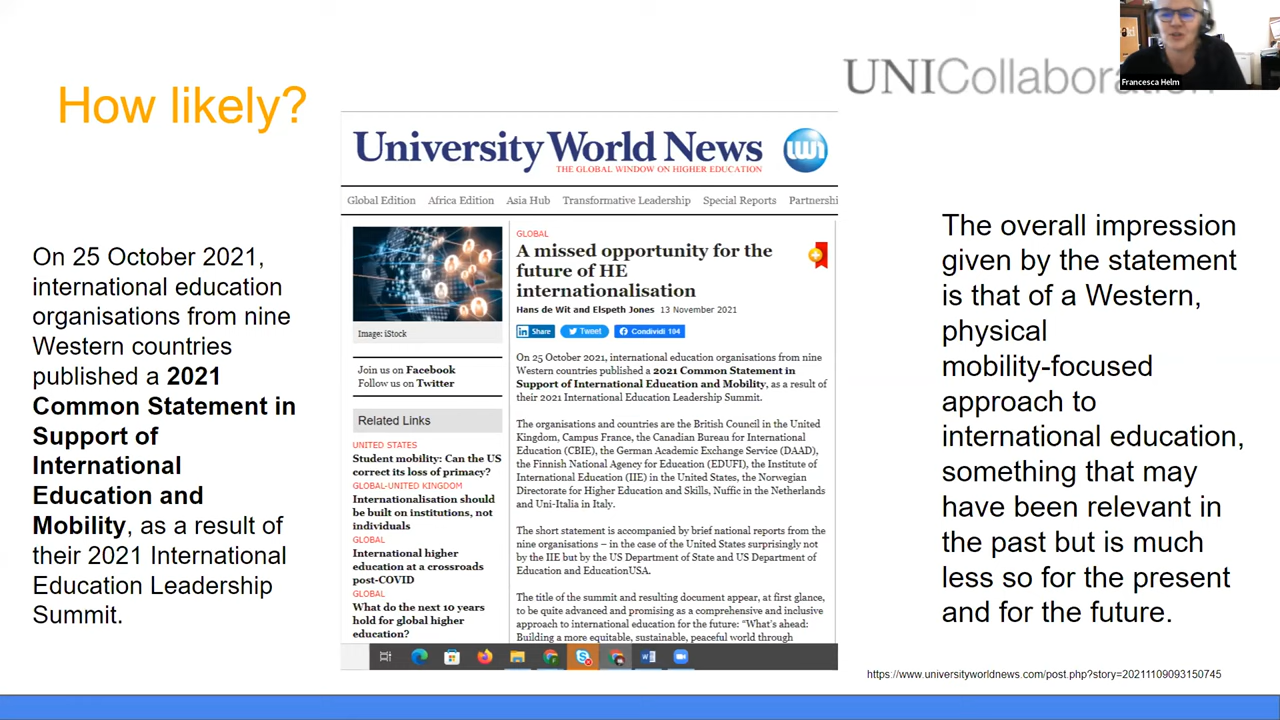 How likely?
UNICollaboration
Francesca Helm
On 25 October 2021,
international education
organisations from nine
Western countries
published a 2021
Common Statement in
Support of
International
Education and
Mobility, as a result of
their 2021 International
Education Leadership
Summit.
University World News
THE GLOBAL WINDOW ON HIGHER EDUCATION
uwn
Global Edition Africa Edition Asia Hub Transformative Leadership Special Reports Partnershi
Image: iStock
Join us on Facebook
Follow us on Twitter
Related Links
UNITED STATES
Student mobility: Can the US
correct its loss of primacy?
GLOBAL-UNITED KINGDOM
Internationalisation should
be built on institutions, not
individuals
GLOBAL
International higher
education at a crossroads
post-COVID
GLOBAL
What do the next 10 years
hold for global higher
education?
GLOBAL
A missed opportunity for the
future of HE
internationalisation
Hans de Wit and Elspeth Jones 13 November 2021
Share Tweet Condividi 194
On 25 October 2021, international education organisations from nine
Western countries published a 2021 Common Statement in
Support of International Education and Mobility, as a result of
their 2021 International Education Leadership Summit.
The organisations and countries are the British Council in the United
Kingdom, Campus France, the Canadian Bureau for International
Education (CBIE), the German Academic Exchange Service (DAAD),
the Finnish National Agency for Education (EDUFI), the Institute of
International Education (IIE) in the United States, the Norwegian
Directorate for Higher Education and Skills, Nuffic in the Netherlands
and Uni-Italia in Italy.
The short statement is accompanied by brief national reports from the
nine organisations – in the case of the United States surprisingly not
by the IIE but by the US Department of State and US Department of
Education and EducationUSA.
The title of the summit and resulting document appear, at first glance,
to be quite advanced and promising as a comprehensive and inclusive
approach to international education for the future: “What's ahead:
Building a more equitable, sustainable, peaceful world through
The overall impression
given by the statement
is that of a Western,
physical
mobility-focused
approach to
international education,
something that may
have been relevant in
the past but is much
less so for the present
and for the future.
https://www.universityworldnews.com/post.php?story=20211109093150745